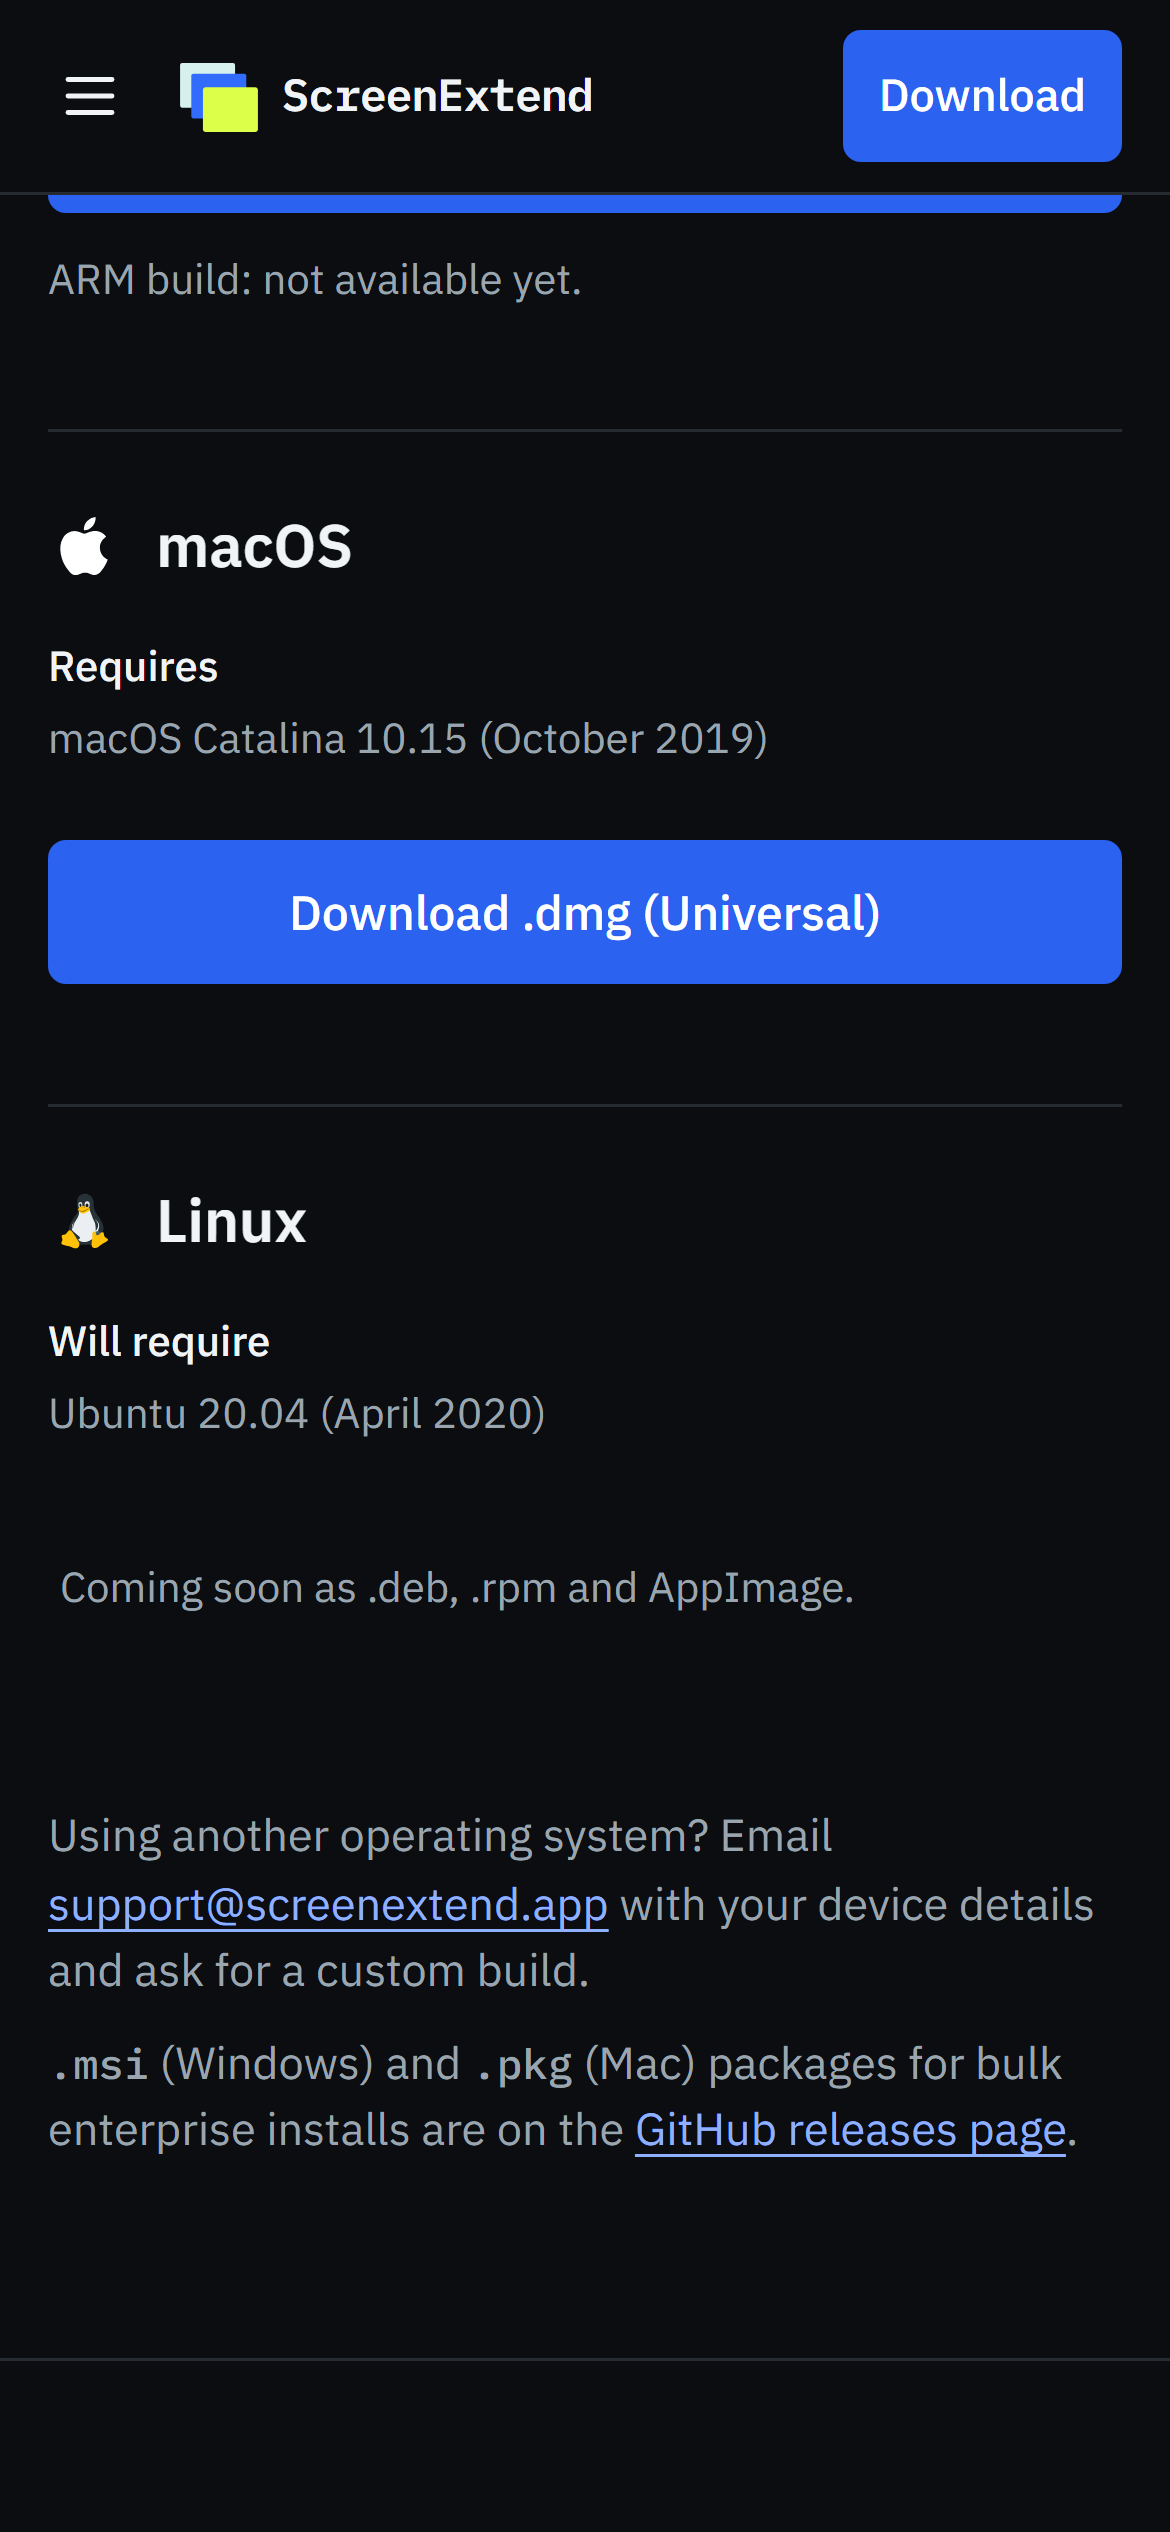 ScreenExtend
Download
ARM build: not available yet.
macOS
Requires
macOS Catalina 10.15 (October 2019)
Download .dmg (Universal)
Linux
Will require
Ubuntu 20.04 (April 2020)
Coming soon as .deb, .rpm and AppImage.
Using another operating system? Email
support@screenextend.app with your device details
and ask for a custom build.
.msi (Windows) and .pkg (Mac) packages for bulk
enterprise installs are on the GitHub releases page.